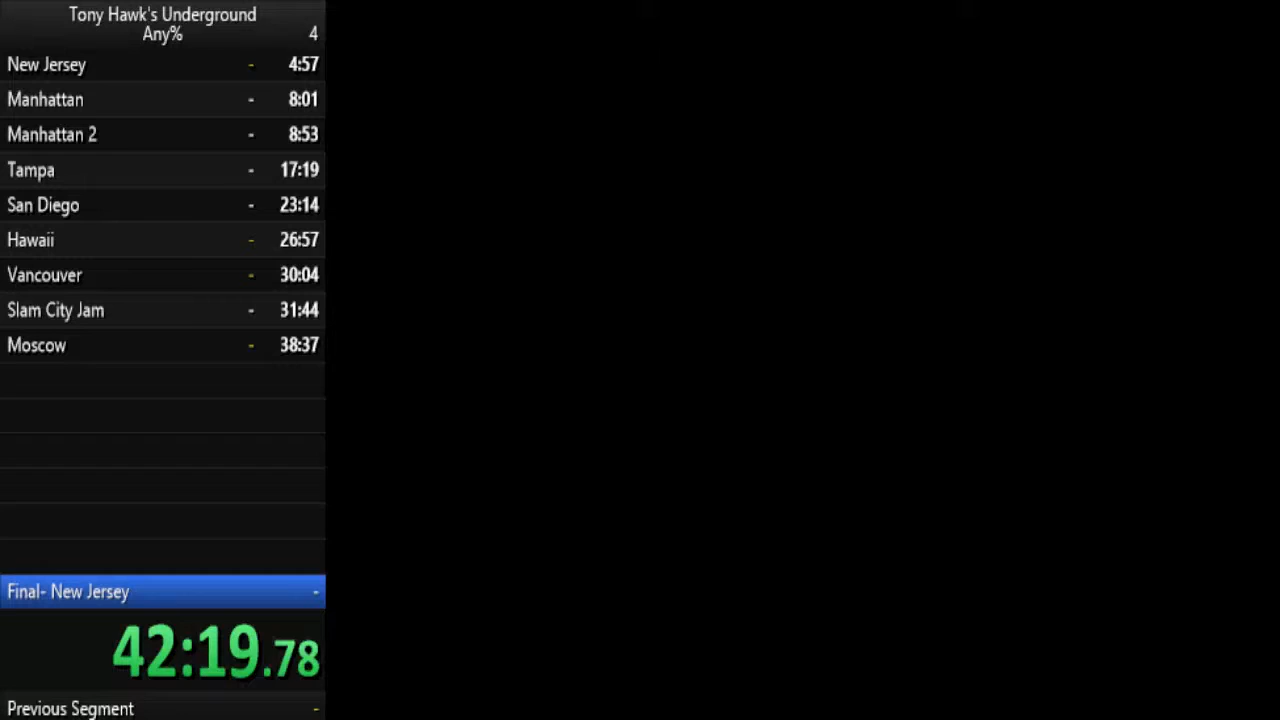 Tony Hawk's Underground
Any% 4
New Jersey - 4:57
Manhattan - 8:01
Manhattan 2 - 8:53
Tampa - 17:19
San Diego - 23:14
Hawaii - 26:57
Vancouver - 30:04
Slam City Jam - 31:44
Moscow - 38:37
Final- New Jersey -
42:19.78
Previous Segment -